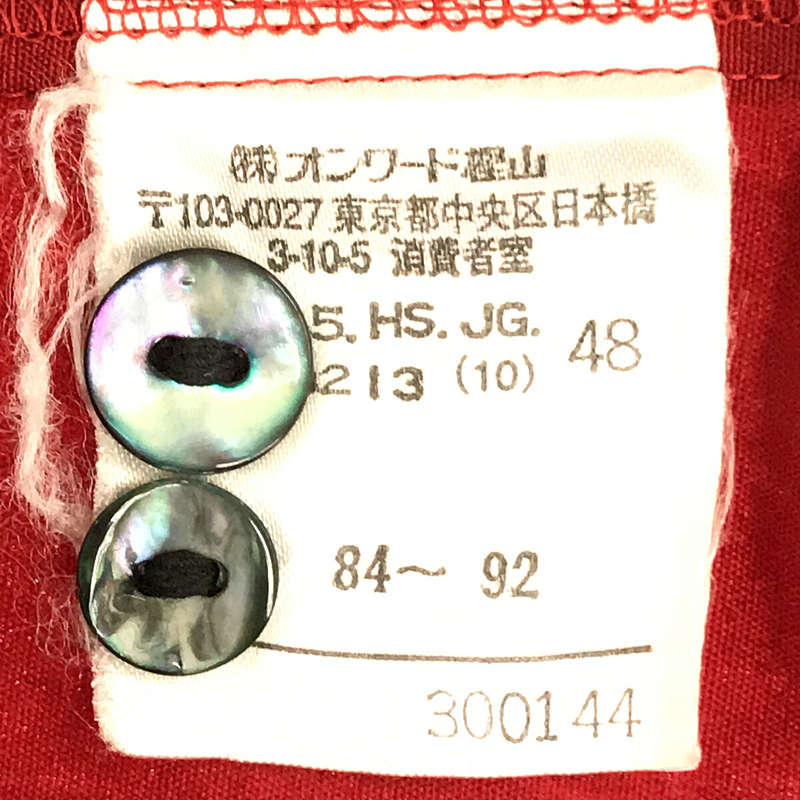 ㈱オンワード樫山
〒103-0027 東京都中央区日本橋
3-10-5 消費者室
5. HS. JG. 48
213 (10)
84〜 92
300144